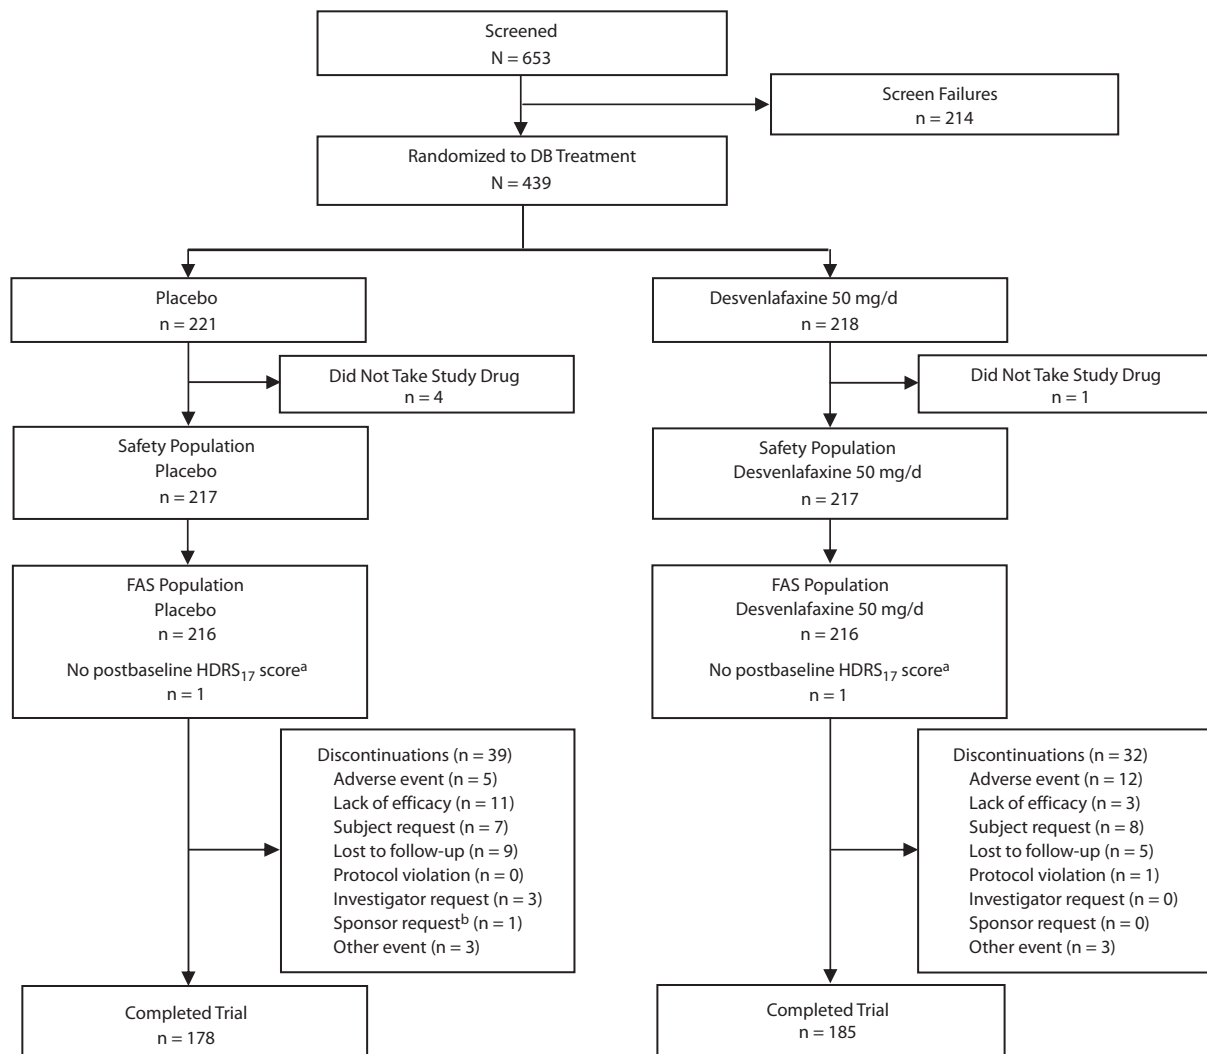 Screened
N = 653
Screen Failures
n = 214
Randomized to DB Treatment
N = 439
Placebo
n = 221
Desvenlafaxine 50 mg/d
n = 218
Did Not Take Study Drug
n = 4
Did Not Take Study Drug
n = 1
Safety Population
Placebo
n = 217
Safety Population
Desvenlafaxine 50 mg/d
n = 217
FAS Population
Placebo
n = 216
No postbaseline HDRS₁₇ scoreᵃ
n = 1
FAS Population
Desvenlafaxine 50 mg/d
n = 216
No postbaseline HDRS₁₇ scoreᵃ
n = 1
Discontinuations (n = 39)
Adverse event (n = 5)
Lack of efficacy (n = 11)
Subject request (n = 7)
Lost to follow-up (n = 9)
Protocol violation (n = 0)
Investigator request (n = 3)
Sponsor requestᵇ (n = 1)
Other event (n = 3)
Discontinuations (n = 32)
Adverse event (n = 12)
Lack of efficacy (n = 3)
Subject request (n = 8)
Lost to follow-up (n = 5)
Protocol violation (n = 1)
Investigator request (n = 0)
Sponsor request (n = 0)
Other event (n = 3)
Completed Trial
n = 178
Completed Trial
n = 185